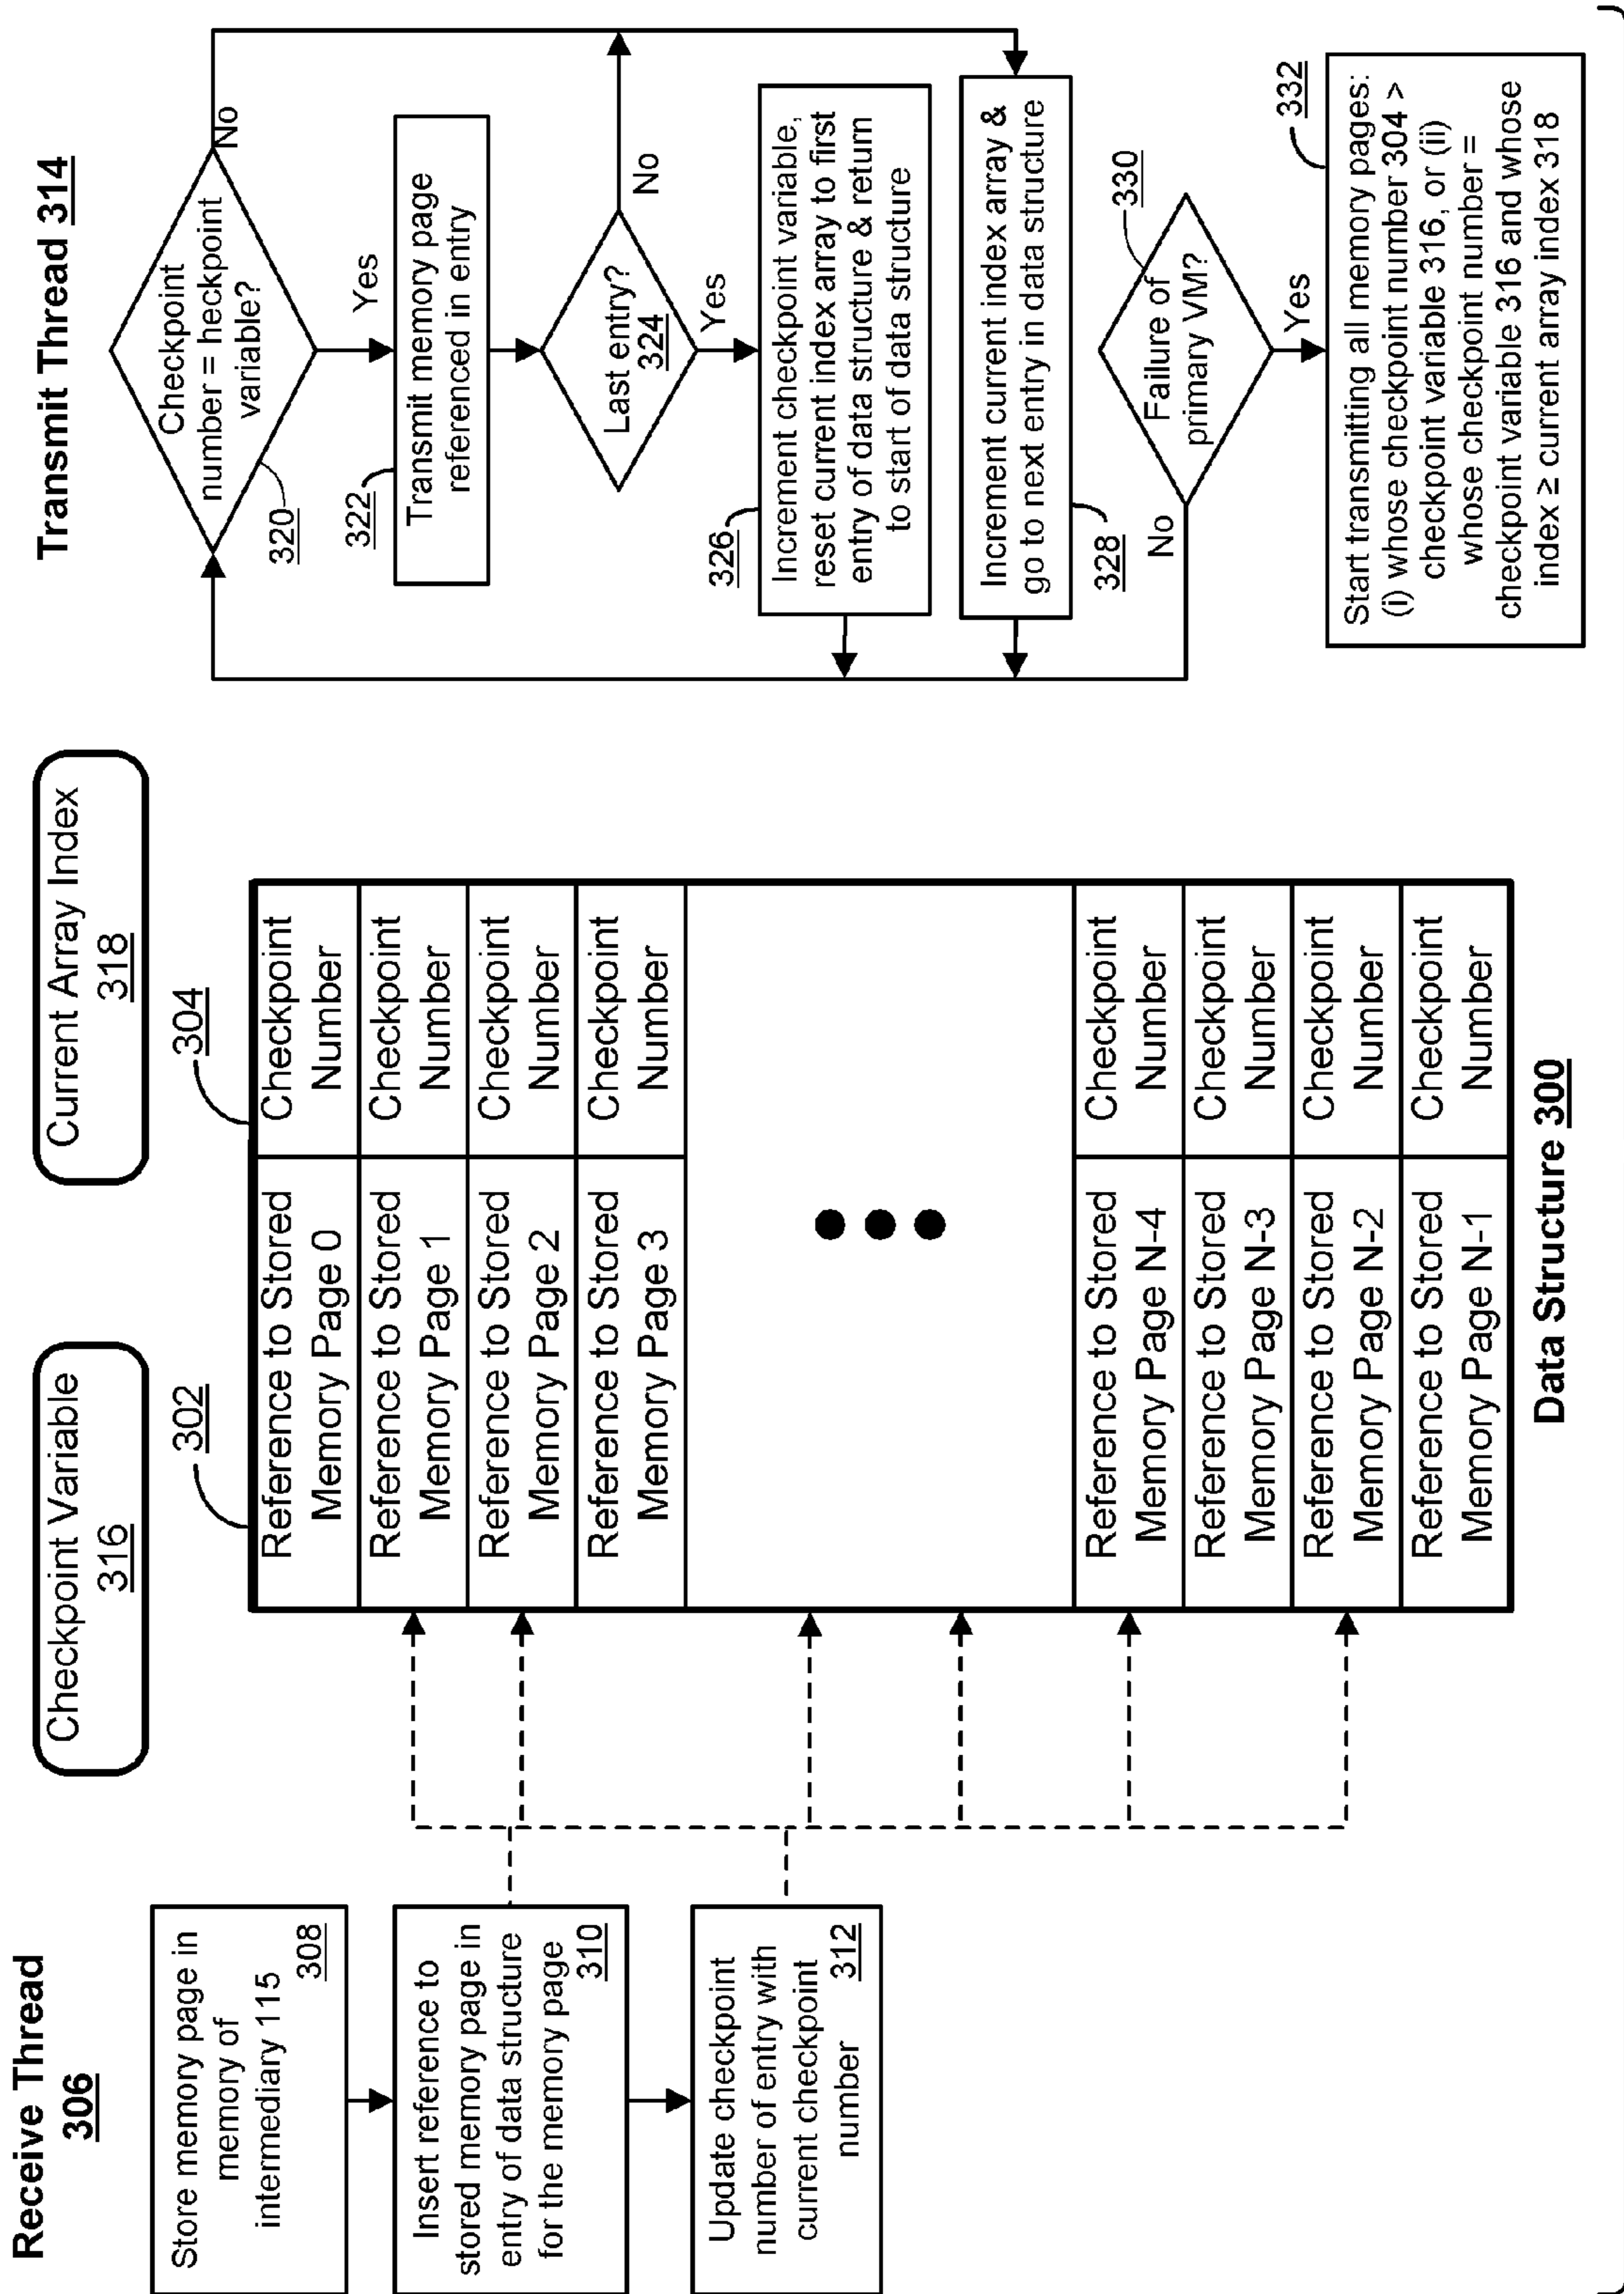 Receive Thread
306
Store memory page in
memory of
intermediary 115
308
Insert reference to
stored memory page in
entry of data structure
for the memory page
310
Update checkpoint
number of entry with
current checkpoint
number
312
Checkpoint Variable
316
Current Array Index
318
302
304
Reference to Stored
Memory Page 0
Checkpoint
Number
Reference to Stored
Memory Page 1
Checkpoint
Number
Reference to Stored
Memory Page 2
Checkpoint
Number
Reference to Stored
Memory Page 3
Checkpoint
Number
Reference to Stored
Memory Page N-4
Checkpoint
Number
Reference to Stored
Memory Page N-3
Checkpoint
Number
Reference to Stored
Memory Page N-2
Checkpoint
Number
Reference to Stored
Memory Page N-1
Checkpoint
Number
Data Structure 300
Transmit Thread 314
Checkpoint
number = heckpoint
variable?
320
No
Yes
322
Transmit memory page
referenced in entry
Last entry?
324
No
Yes
326
Increment checkpoint variable,
reset current index array to first
entry of data structure & return
to start of data structure
Increment current index array &
go to next entry in data structure
328
Failure of
primary VM?
330
No
Yes
332
Start transmitting all memory pages:
(i) whose checkpoint number 304 >
checkpoint variable 316, or (ii)
whose checkpoint number =
checkpoint variable 316 and whose
index ≥ current array index 318